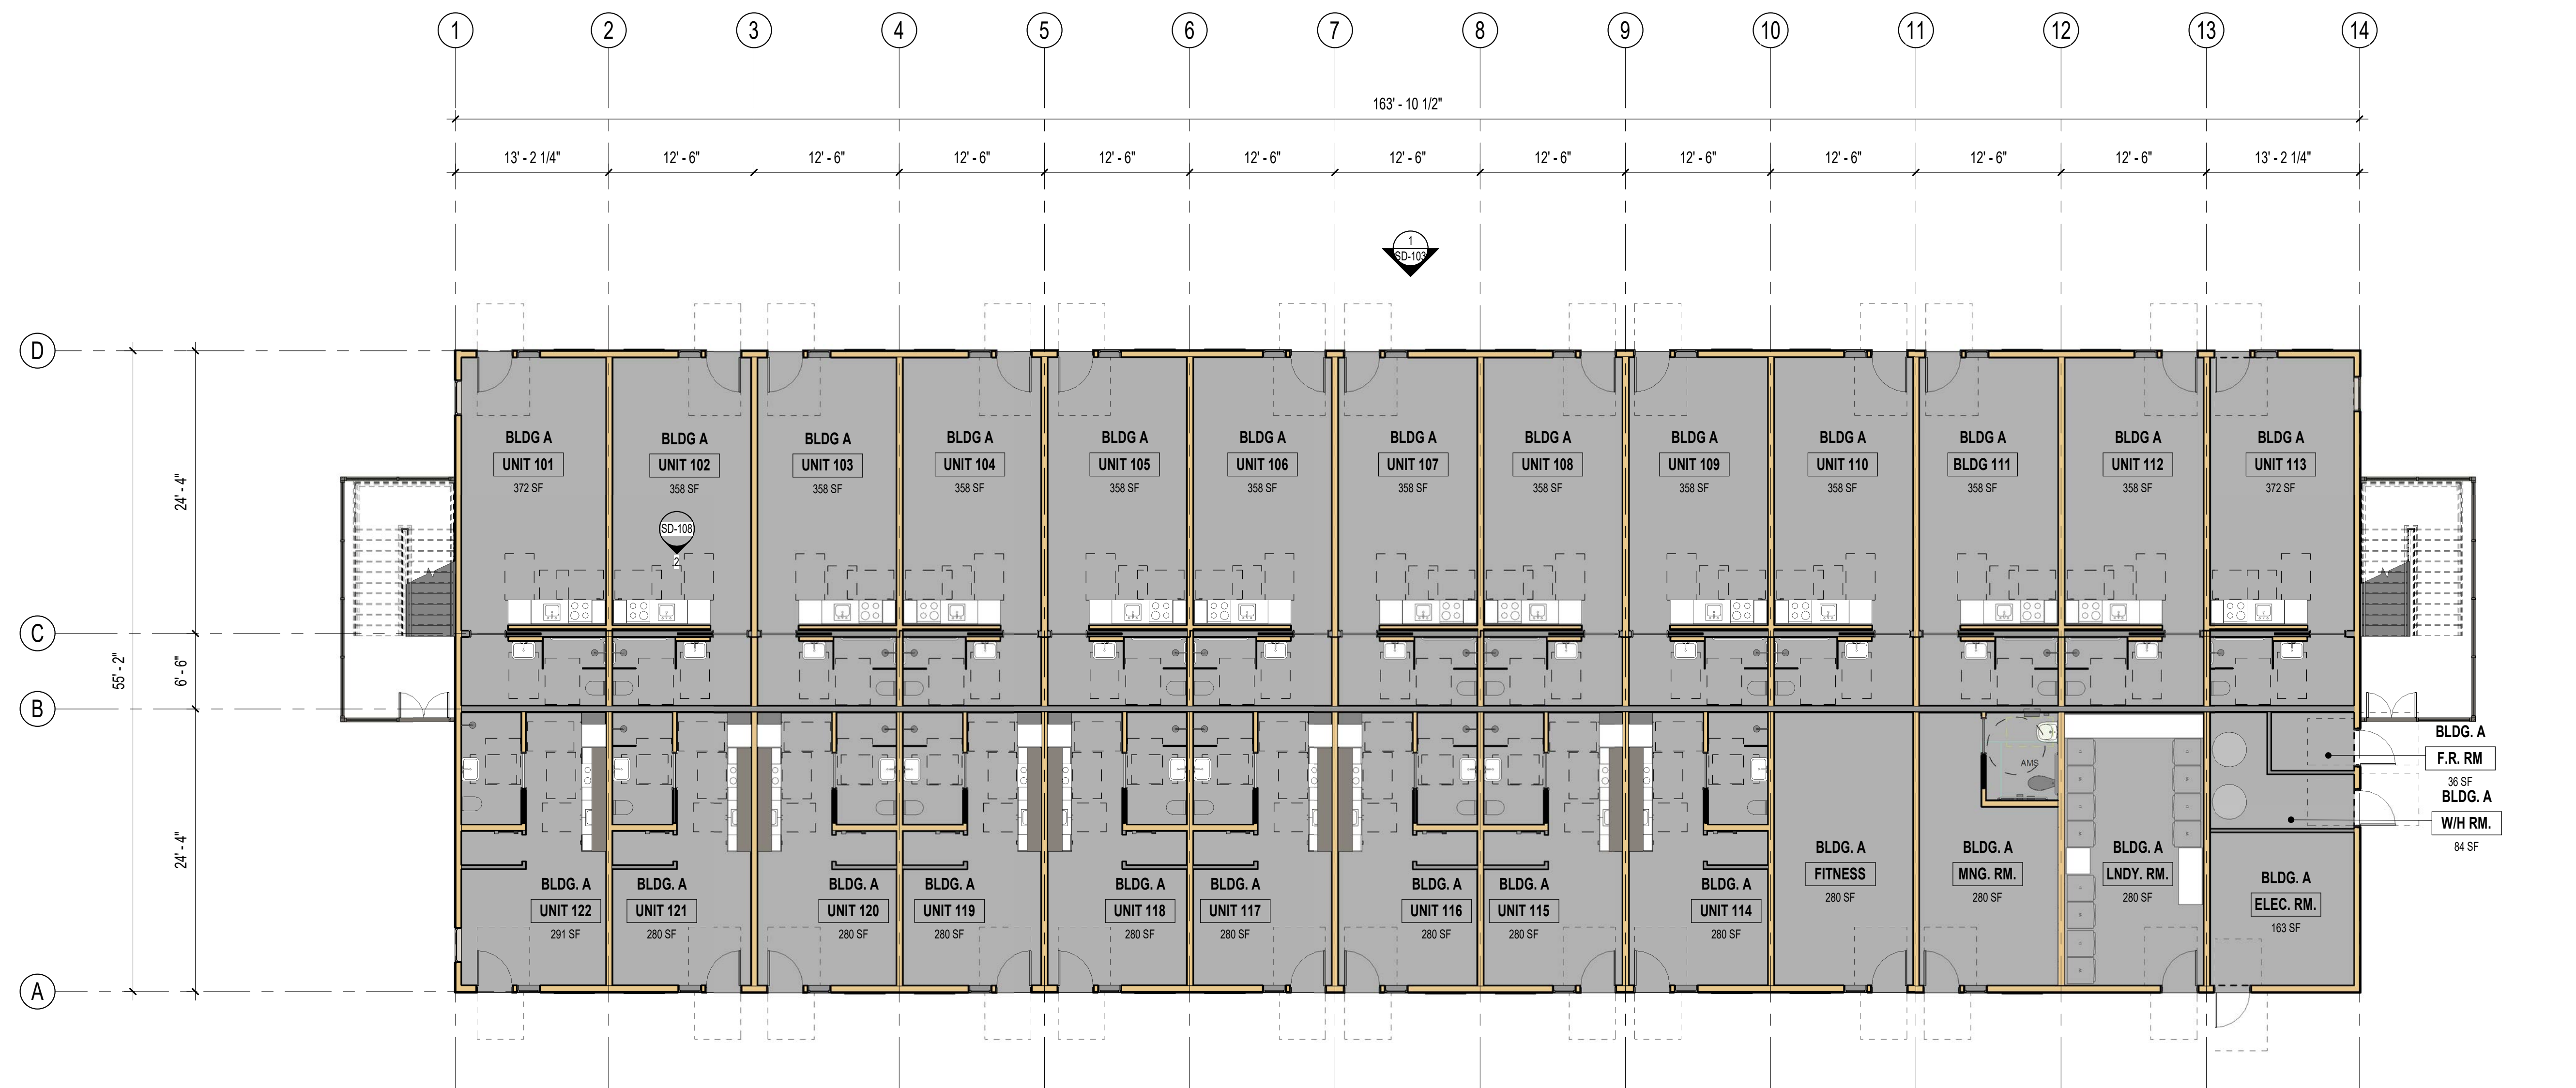 1 2 3 4 5 6 7 8 9 10 11 12 13 14
163' - 10 1/2"
13' - 2 1/4" 12' - 6" 12' - 6" 12' - 6" 12' - 6" 12' - 6" 12' - 6" 12' - 6" 12' - 6" 12' - 6" 12' - 6" 12' - 6" 13' - 2 1/4"
1
SD-103
D
C
B
A
55' - 2"
24' - 4"
6' - 6"
24' - 4"
BLDG A
UNIT 101
372 SF
BLDG A
UNIT 102
358 SF
SD-108
2
BLDG A
UNIT 103
358 SF
BLDG A
UNIT 104
358 SF
BLDG A
UNIT 105
358 SF
BLDG A
UNIT 106
358 SF
BLDG A
UNIT 107
358 SF
BLDG A
UNIT 108
358 SF
BLDG A
UNIT 109
358 SF
BLDG A
UNIT 110
358 SF
BLDG A
BLDG 111
358 SF
BLDG A
UNIT 112
358 SF
BLDG A
UNIT 113
372 SF
BLDG. A
UNIT 122
291 SF
BLDG. A
UNIT 121
280 SF
BLDG. A
UNIT 120
280 SF
BLDG. A
UNIT 119
280 SF
BLDG. A
UNIT 118
280 SF
BLDG. A
UNIT 117
280 SF
BLDG. A
UNIT 116
280 SF
BLDG. A
UNIT 115
280 SF
BLDG. A
UNIT 114
280 SF
BLDG. A
FITNESS
280 SF
AMS
BLDG. A
MNG. RM.
280 SF
BLDG. A
LNDY. RM.
280 SF
BLDG. A
ELEC. RM.
163 SF
BLDG. A
F.R. RM
36 SF
BLDG. A
W/H RM.
84 SF